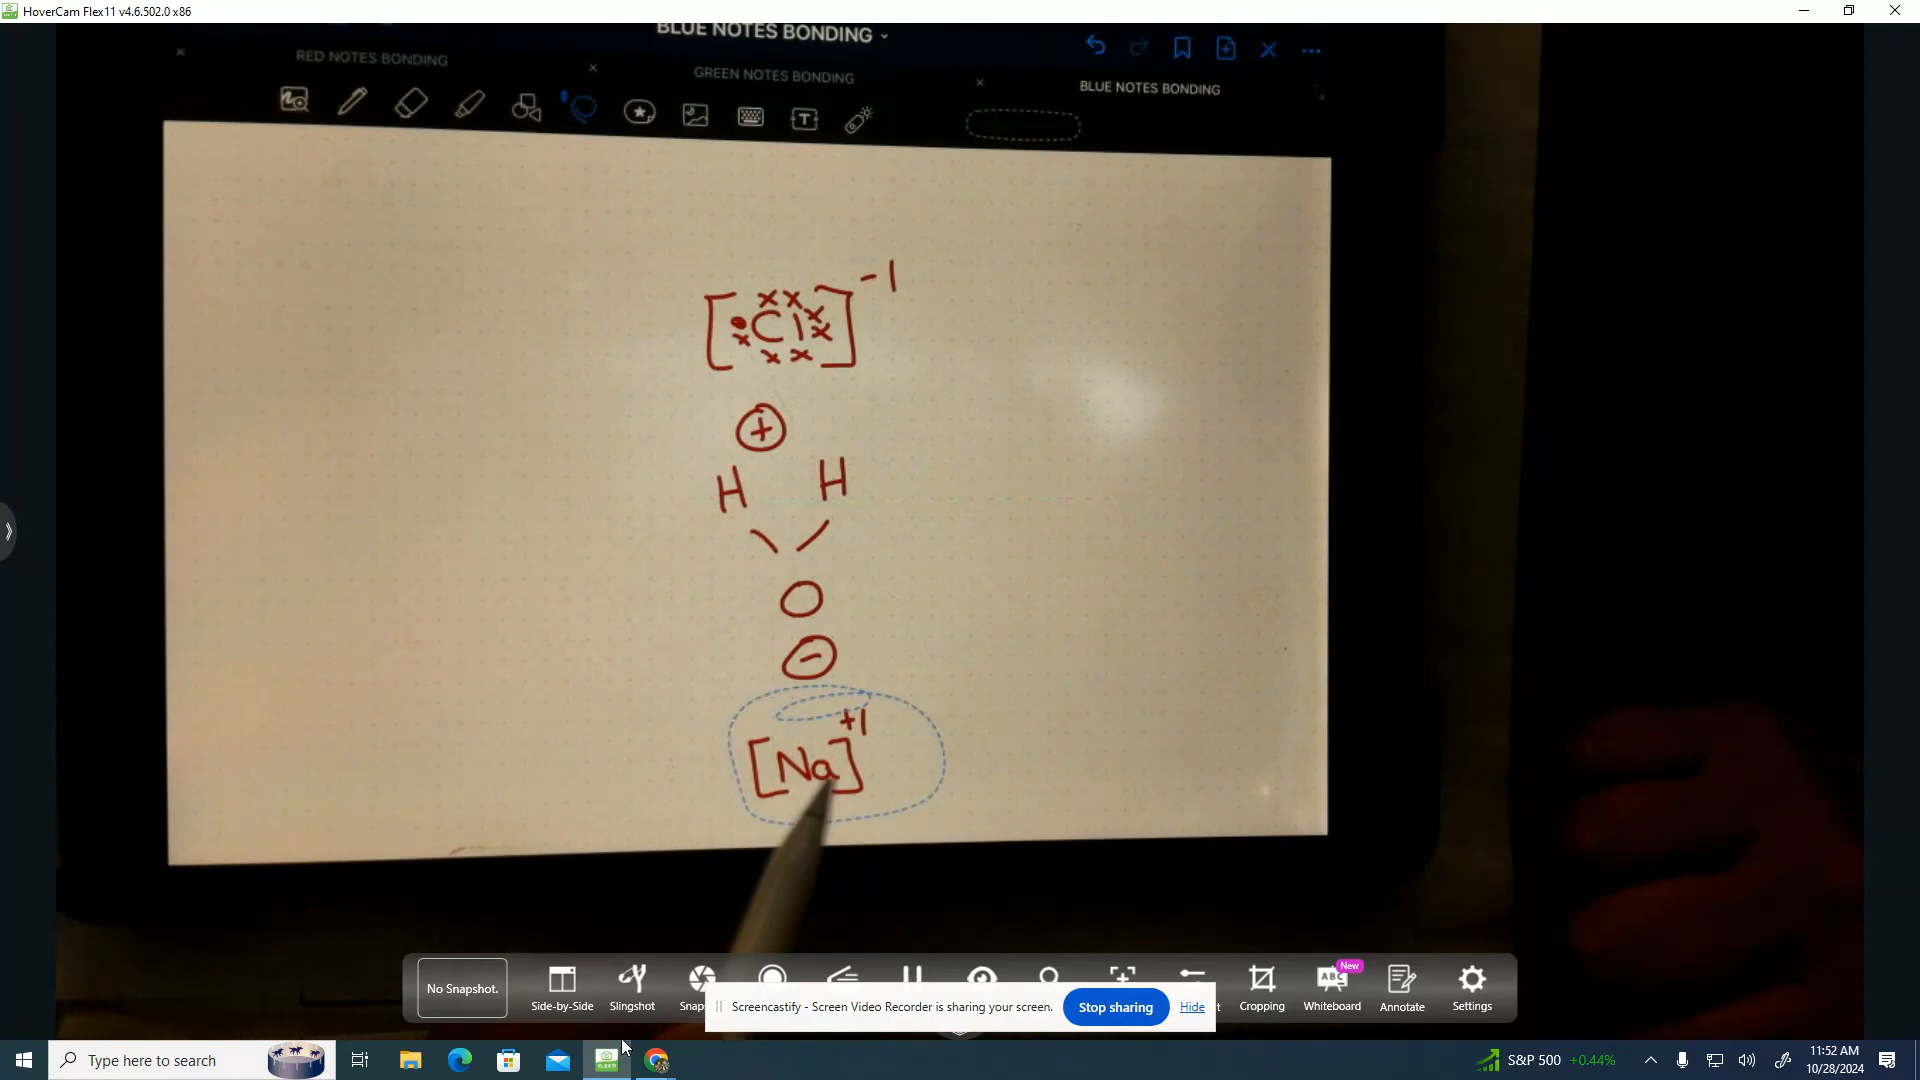 HoverCam Flex11 v4.6.502.0 x86
BLUE NOTES BONDING
RED NOTES BONDING
GREEN NOTES BONDING
BLUE NOTES BONDING
T
[Cl] -1
+
H H
O
-
+1
[Na]
No Snapshot.
Side-by-Side
Slingshot
Snap
Cropping
New
ABC
Whiteboard
Annotate
Settings
Screencastify - Screen Video Recorder is sharing your screen.
Stop sharing
Hide
Type here to search
FLEX11
S&P 500 +0.44%
11:52 AM
10/28/2024